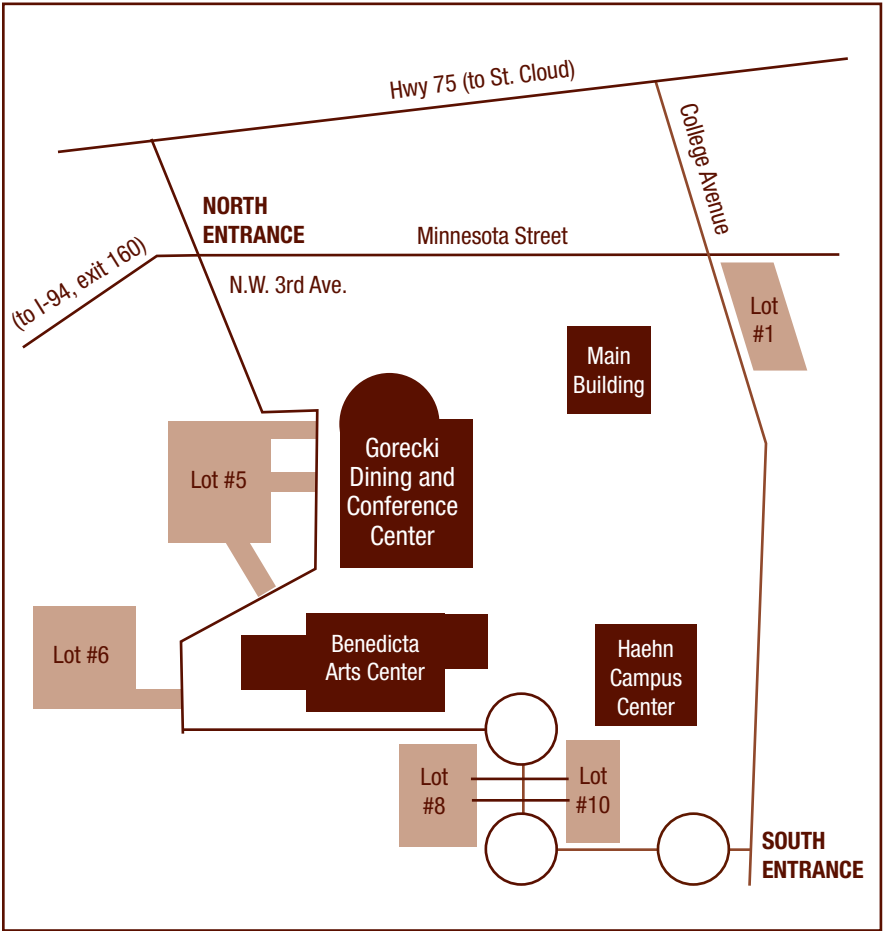 Hwy 75 (to St. Cloud)
College Avenue
NORTH
ENTRANCE
Minnesota Street
(to I-94, exit 160)
N.W. 3rd Ave.
Lot
#1
Main
Building
Gorecki
Dining and
Conference
Center
Lot #5
Lot #6
Benedicta
Arts Center
Haehn
Campus
Center
Lot
#8
Lot
#10
SOUTH
ENTRANCE